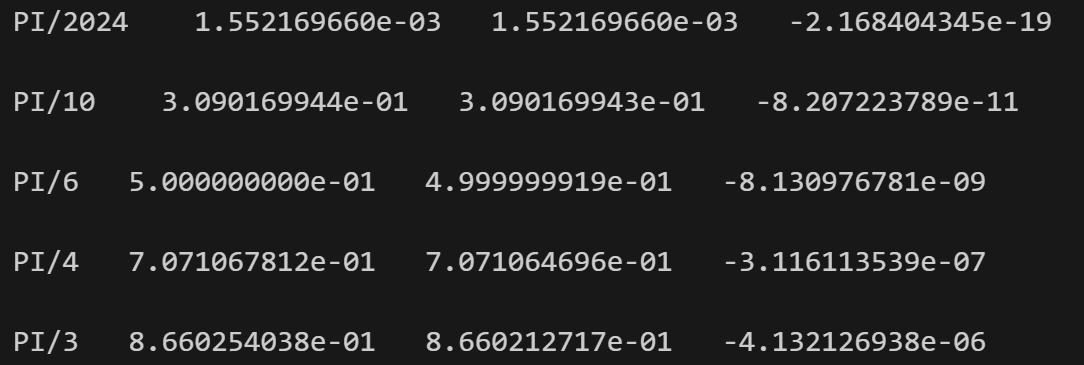 PI/2024    1.552169660e-03   1.552169660e-03   -2.168404345e-19
PI/10    3.090169944e-01   3.090169943e-01   -8.207223789e-11
PI/6   5.000000000e-01   4.999999919e-01   -8.130976781e-09
PI/4   7.071067812e-01   7.071064696e-01   -3.116113539e-07
PI/3   8.660254038e-01   8.660212717e-01   -4.132126938e-06